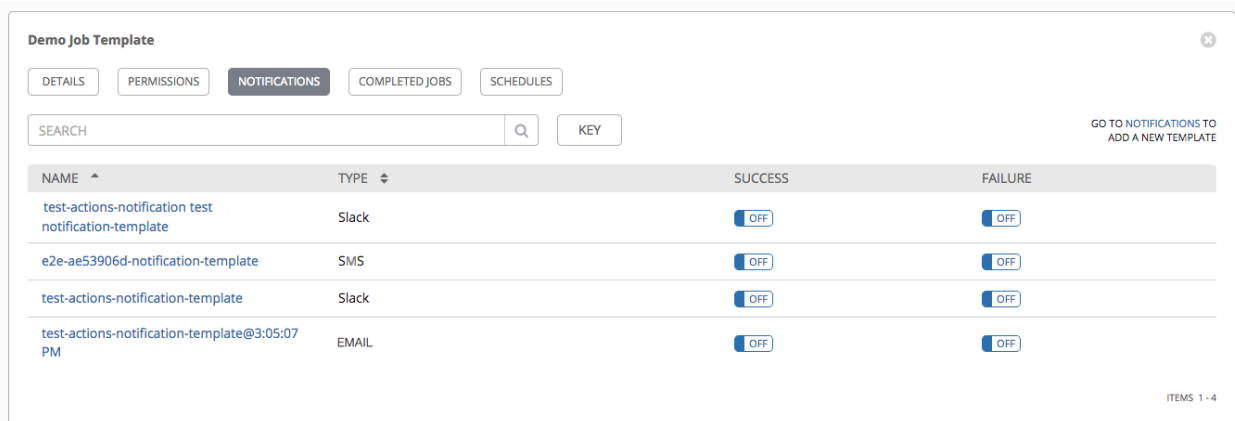 Demo Job Template
DETAILS PERMISSIONS NOTIFICATIONS COMPLETED JOBS SCHEDULES
SEARCH KEY GO TO NOTIFICATIONS TO
ADD A NEW TEMPLATE
NAME TYPE SUCCESS FAILURE
test-actions-notification test
notification-template Slack OFF OFF
e2e-ae53906d-notification-template SMS OFF OFF
test-actions-notification-template Slack OFF OFF
test-actions-notification-template@3:05:07
PM EMAIL OFF OFF
ITEMS 1 - 4